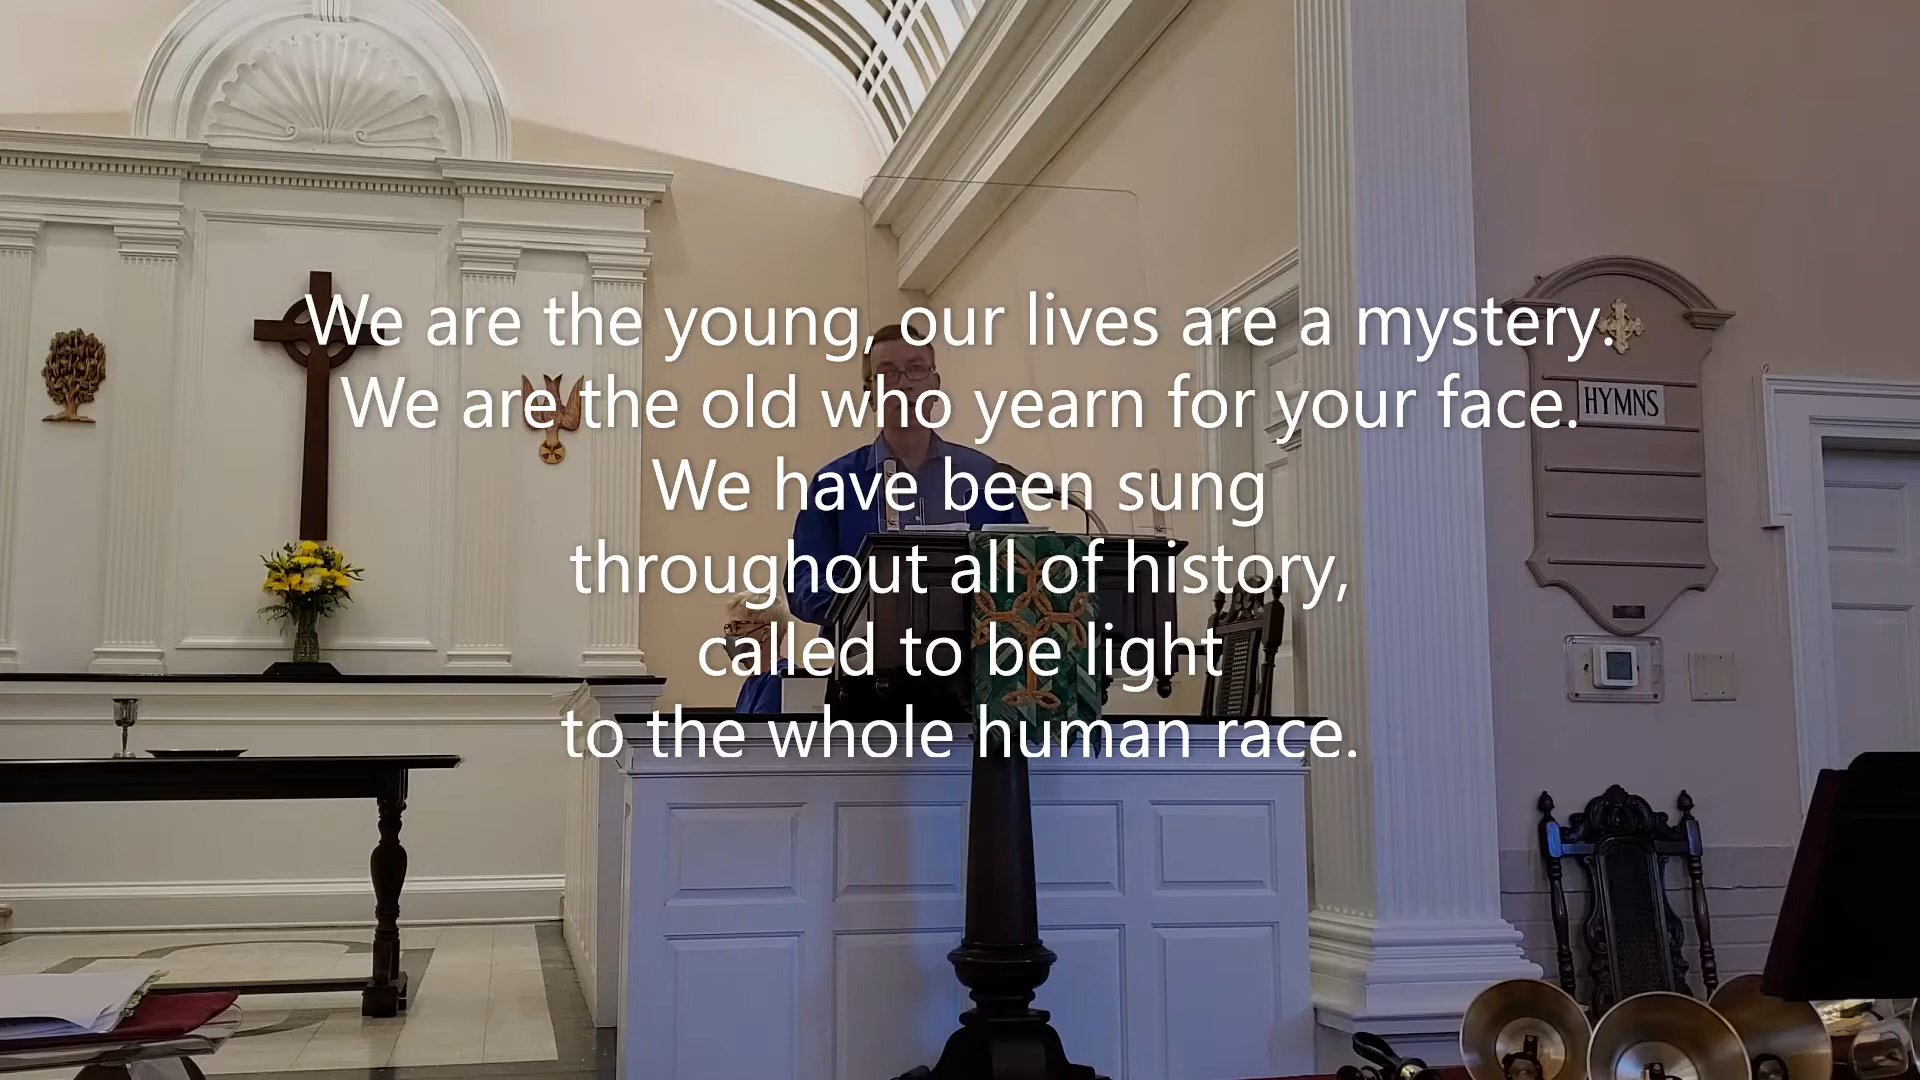 We are the young, our lives are a mystery.
We are the old who yearn for your face.
HYMNS
We have been sung
throughout all of history,
called to be light
to the whole human race.